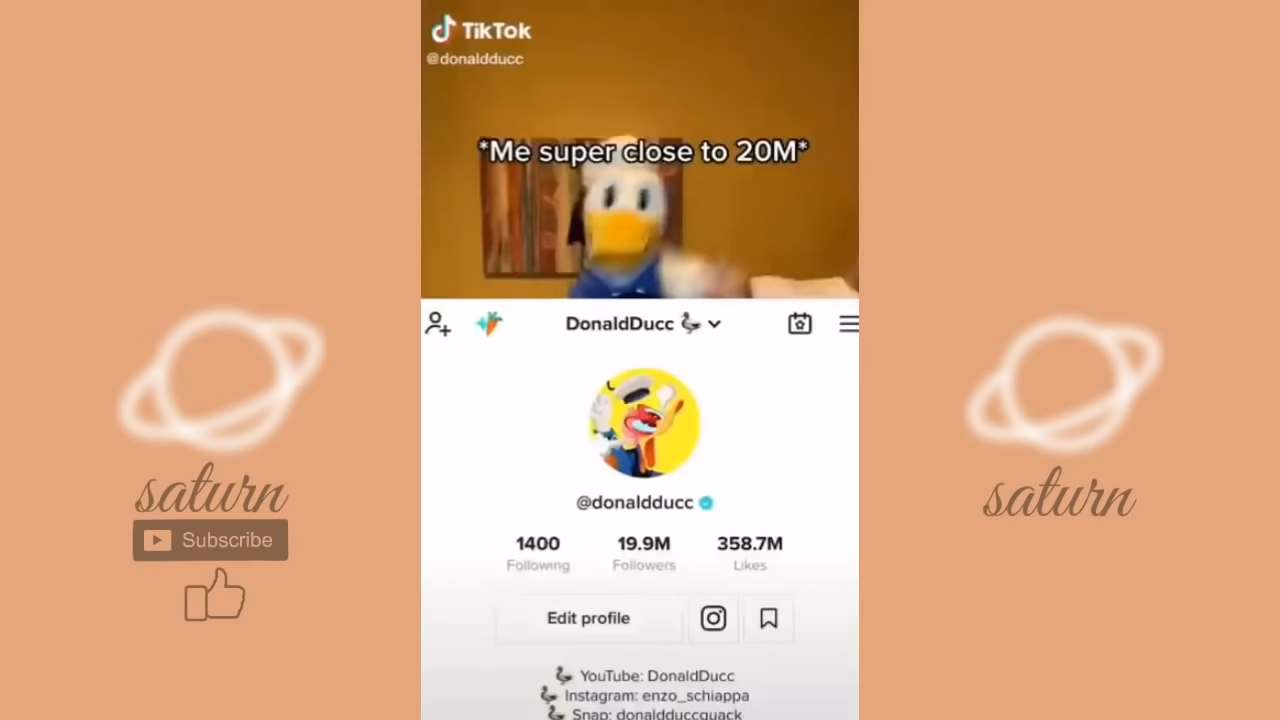 TikTok
@donaldducc
*Me super close to 20M*
DonaldDucc
@donaldducc
1400 19.9M 358.7M
Following Followers Likes
Edit profile
YouTube: DonaldDucc
Instagram: enzo_schiappa
Snap: donaldduccquack
saturn
Subscribe
saturn